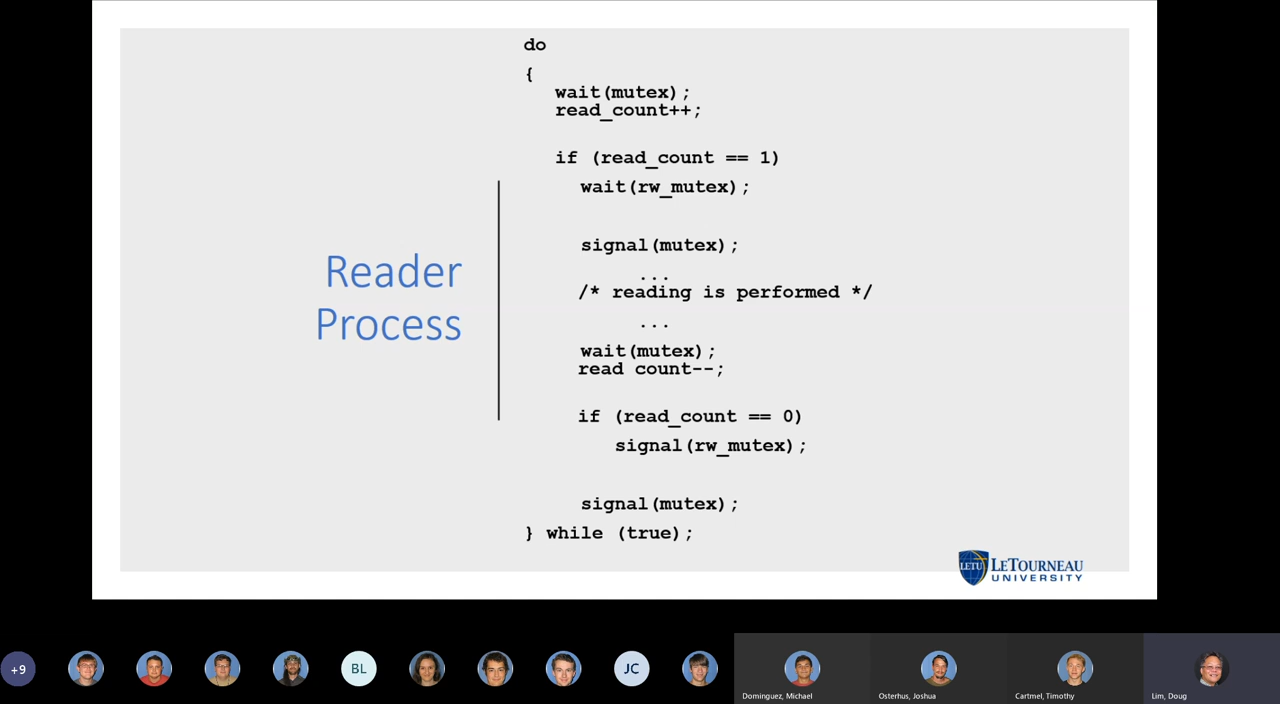 do
{
wait(mutex);
read_count++;
if (read_count == 1)
wait(rw_mutex);
signal(mutex);
...
/* reading is performed */
...
wait(mutex);
read count--;
if (read_count == 0)
signal(rw_mutex);
signal(mutex);
} while (true);
Reader
Process
LETU
LETOURNEAU
UNIVERSITY
+9
BL
JC
Dominguez, Michael
Osterhus, Joshua
Cartmel, Timothy
Lim, Doug